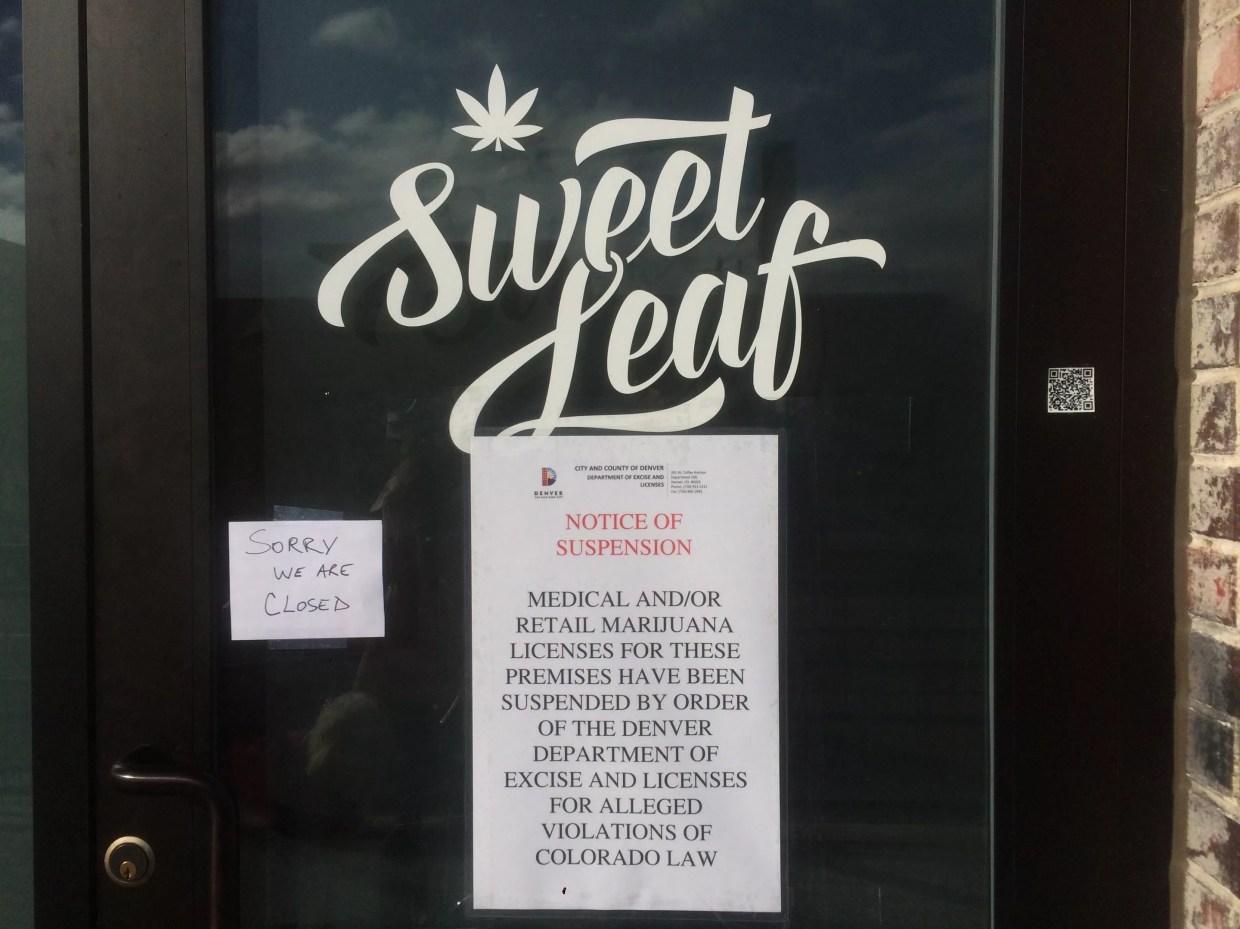 Sweet
Leaf
DENVER
CITY AND COUNTY OF DENVER
DEPARTMENT OF EXCISE AND
LICENSES
NOTICE OF
SUSPENSION
MEDICAL AND/OR
RETAIL MARIJUANA
LICENSES FOR THESE
PREMISES HAVE BEEN
SUSPENDED BY ORDER
OF THE DENVER
DEPARTMENT OF
EXCISE AND LICENSES
FOR ALLEGED
VIOLATIONS OF
COLORADO LAW
SORRY
WE ARE
CLOSED